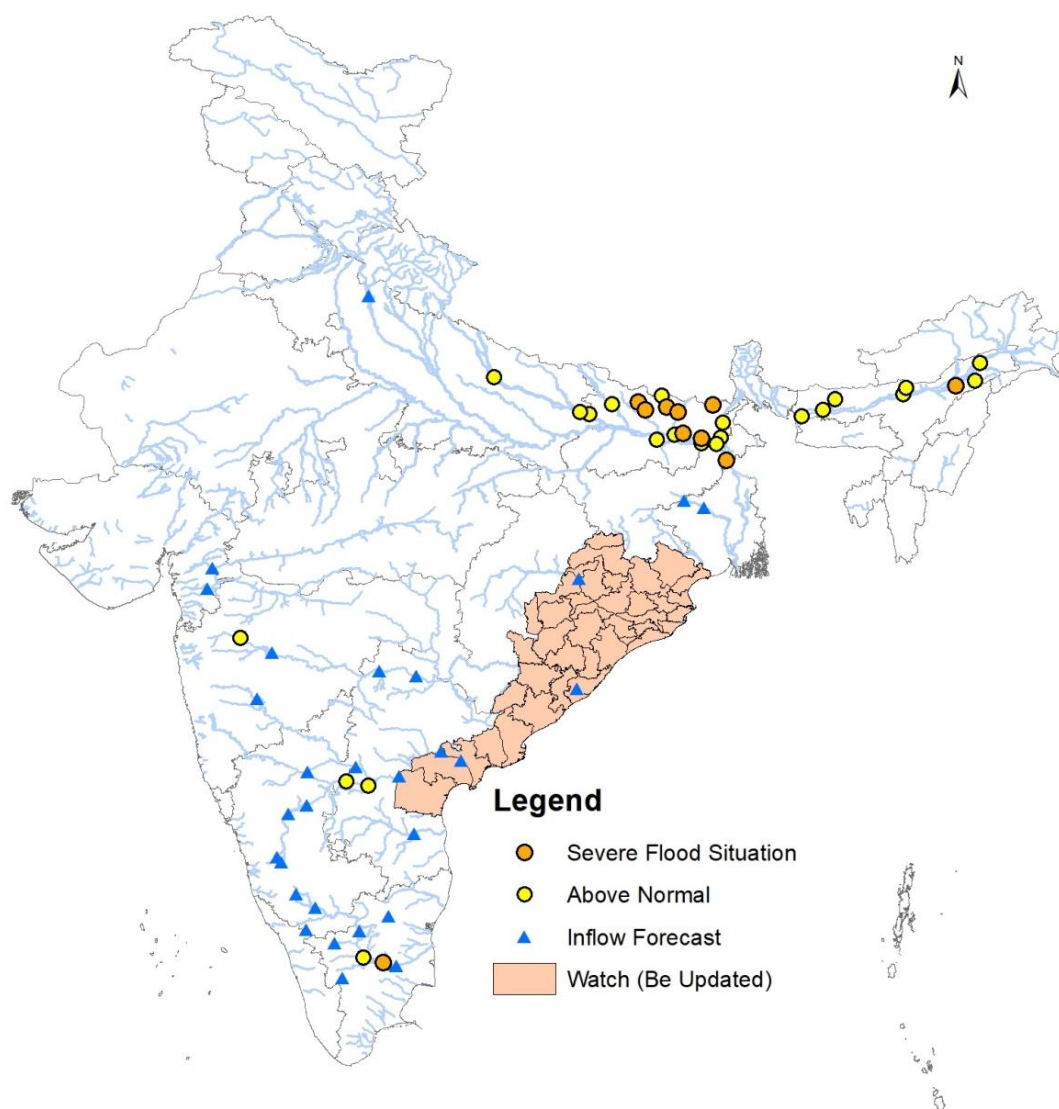 N
Legend
Severe Flood Situation
Above Normal
Inflow Forecast
Watch (Be Updated)